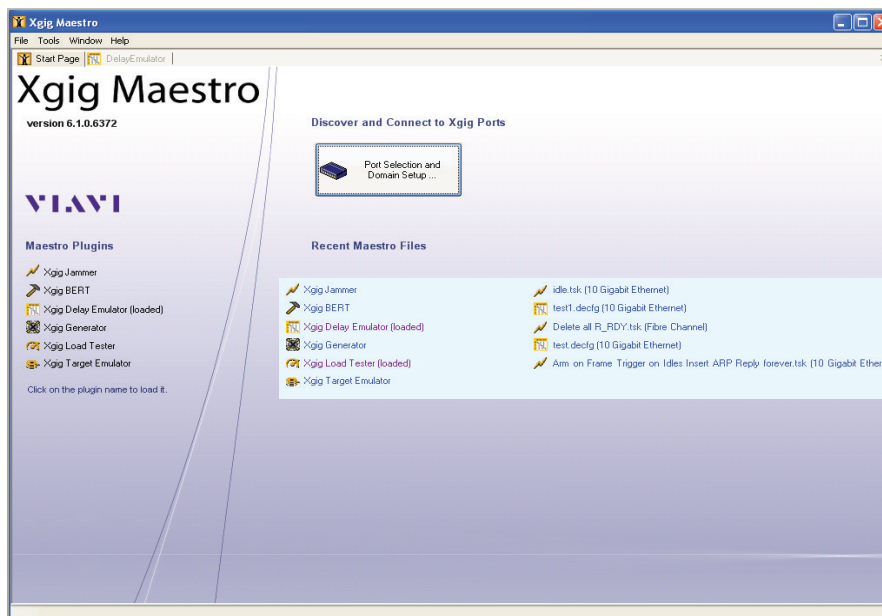 Xgig Maestro
File Tools Window Help
Start Page DelayEmulator
Xgig Maestro
version 6.1.0.6372
VIAVI
Discover and Connect to Xgig Ports
Port Selection and
Domain Setup ...
Maestro Plugins
Xgig Jammer
Xgig BERT
Xgig Delay Emulator (loaded)
Xgig Generator
Xgig Load Tester
Xgig Target Emulator
Click on the plugin name to load it.
Recent Maestro Files
Xgig Jammer
Xgig BERT
Xgig Delay Emulator (loaded)
Xgig Generator
Xgig Load Tester (loaded)
Xgig Target Emulator
idle.tsk (10 Gigabit Ethernet)
test1.decfg (10 Gigabit Ethernet)
Delete all R_RDY.tsk (Fibre Channel)
test.decfg (10 Gigabit Ethernet)
Arm on Frame Trigger on Idles Insert ARP Reply forever.tsk (10 Gigabit Ether